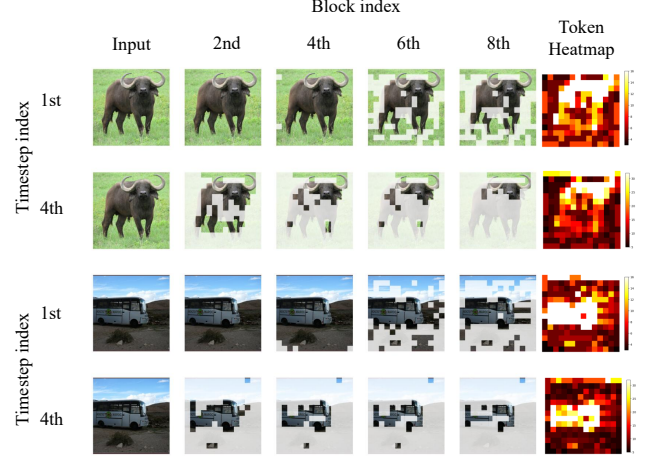 Block index
Input 2nd 4th 6th 8th Token Heatmap
Timestep index
1st
4th
Timestep index
1st
4th